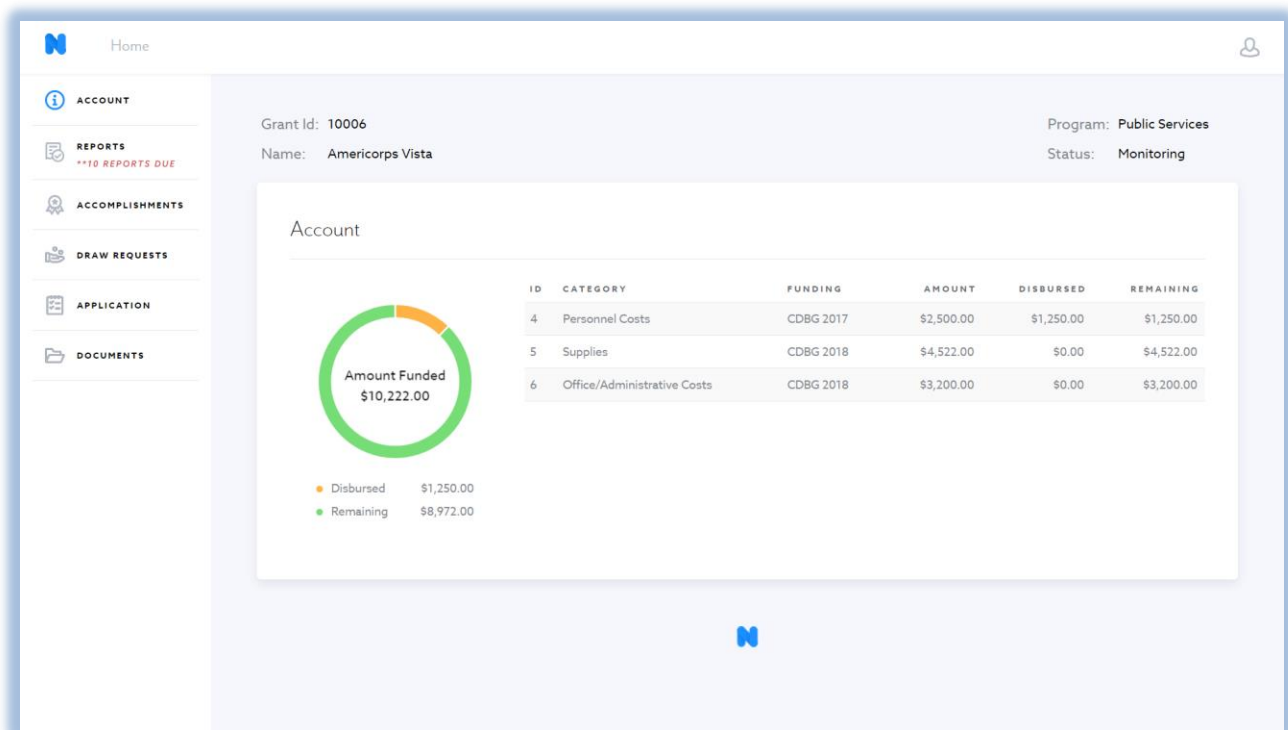 Home
ACCOUNT
REPORTS
**10 REPORTS DUE
ACCOMPLISHMENTS
DRAW REQUESTS
APPLICATION
DOCUMENTS
Grant Id: 10006
Program: Public Services
Name: Americorps Vista
Status: Monitoring
Account
Amount Funded
$10,222.00
Disbursed $1,250.00
Remaining $8,972.00
ID CATEGORY FUNDING AMOUNT DISBURSED REMAINING
4 Personnel Costs CDBG 2017 $2,500.00 $1,250.00 $1,250.00
5 Supplies CDBG 2018 $4,522.00 $0.00 $4,522.00
6 Office/Administrative Costs CDBG 2018 $3,200.00 $0.00 $3,200.00